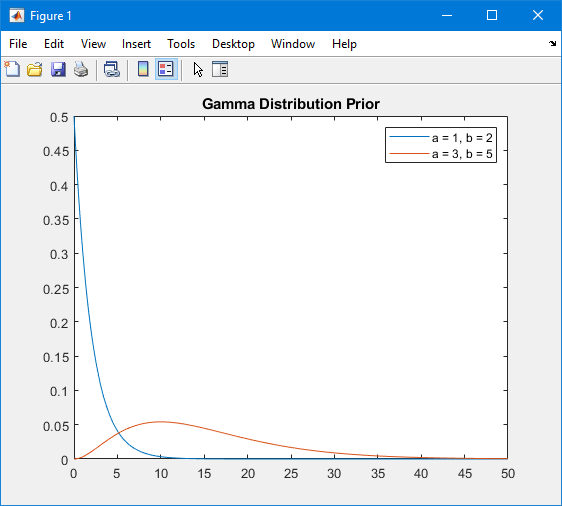 Figure 1
File Edit View Insert Tools Desktop Window Help
Gamma Distribution Prior
a = 1, b = 2
a = 3, b = 5
0.5
0.45
0.4
0.35
0.3
0.25
0.2
0.15
0.1
0.05
0
0 5 10 15 20 25 30 35 40 45 50